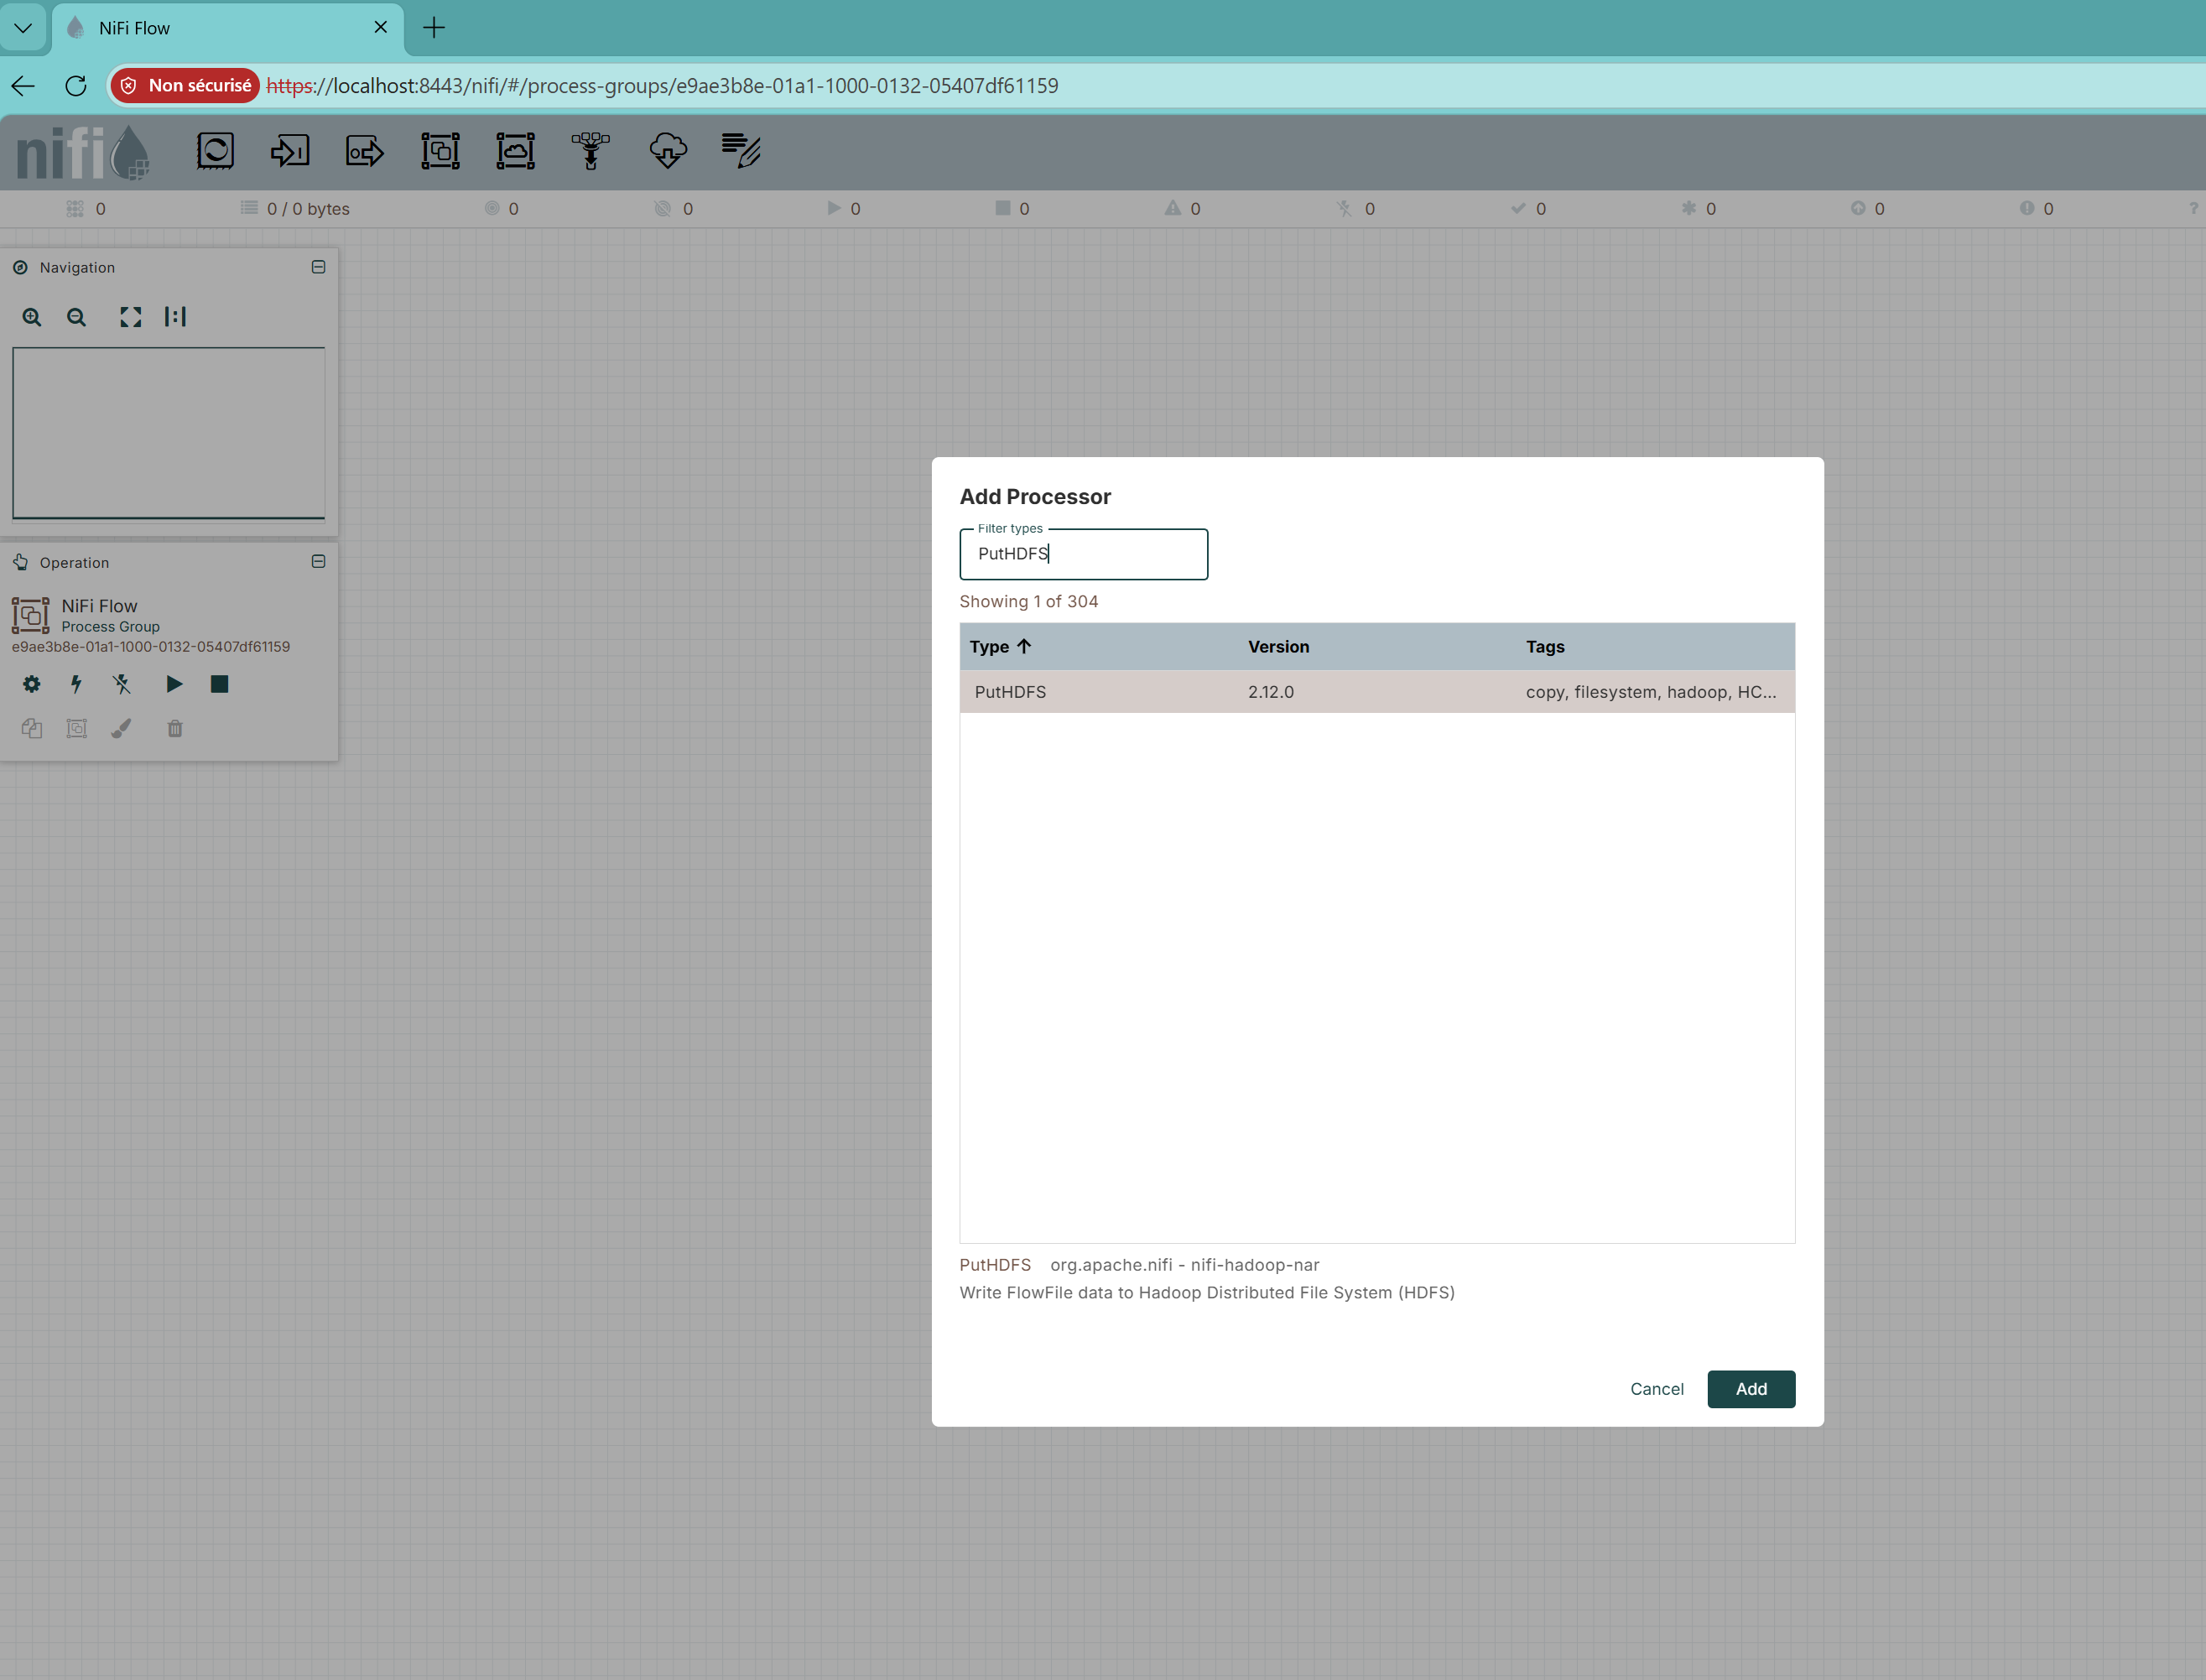 NiFi Flow
Non sécurisé https://localhost:8443/nifi/#/process-groups/e9ae3b8e-01a1-1000-0132-05407df61159
nifi
0 0 / 0 bytes 0 0 0 0 0 0 0 0 0 0 ?
Navigation
Operation
NiFi Flow
Process Group
e9ae3b8e-01a1-1000-0132-05407df61159
Add Processor
Filter types
PutHDFS
Showing 1 of 304
Type Version Tags
PutHDFS 2.12.0 copy, filesystem, hadoop, HC...
PutHDFS org.apache.nifi - nifi-hadoop-nar
Write FlowFile data to Hadoop Distributed File System (HDFS)
Cancel Add